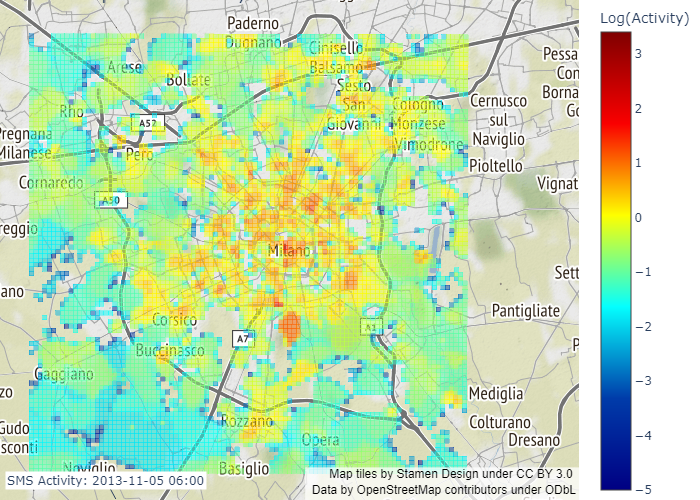 Log(Activity)
Paderno
Dugnano
Cinisello
Balsamo
Arese
Bollate
Sesto
San
Giovanni
Cologno
Monzese
Vimodrone
Cernusco
sul
Naviglio
Pessa
Con
Borna
Go
Rho
A52
Pero
Pregnana
Milanese
Pioltello
Cornaredo
A50
Vignat
reggio
Milano
Sett
ano
Pantigliate
Corsico
A7
A1
P
Buccinasco
Gaggiano
zo
Mediglia
Rozzano
Colturano
Gudo
sconti
Opera
Dresano
Noviglio
Basiglio
SMS Activity: 2013-11-05 06:00
Map tiles by Stamen Design under CC BY 3.0
Data by OpenStreetMap contributors under ODbL
3
2
1
0
−1
−2
−3
−4
−5